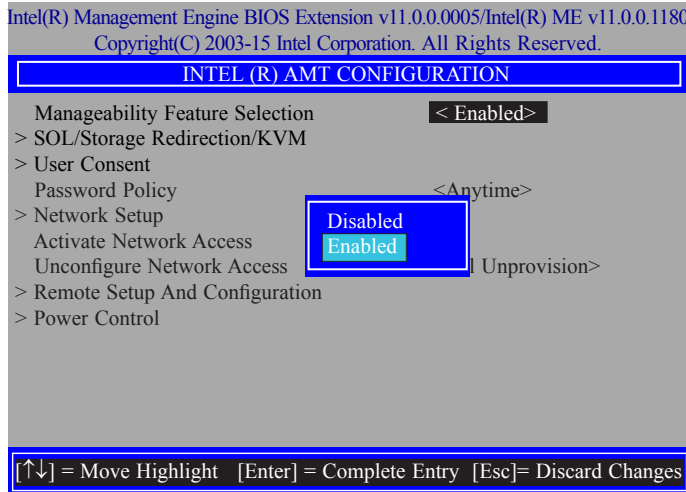 Intel(R) Management Engine BIOS Extension v11.0.0.0005/Intel(R) ME v11.0.0.1180
Copyright(C) 2003-15 Intel Corporation. All Rights Reserved.
INTEL (R) AMT CONFIGURATION
Manageability Feature Selection < Enabled>
> SOL/Storage Redirection/KVM
> User Consent
Password Policy <Anytime>
> Network Setup
Disabled
Activate Network Access
Enabled
Unconfigure Network Access l Unprovision>
> Remote Setup And Configuration
> Power Control
[↑↓] = Move Highlight [Enter] = Complete Entry [Esc]= Discard Changes